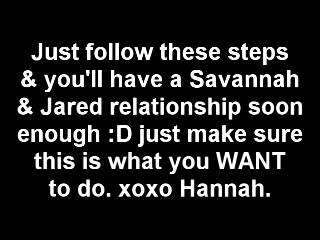 Just follow these steps
& you'll have a Savannah
& Jared relationship soon
enough :D just make sure
this is what you WANT
to do. xoxo Hannah.